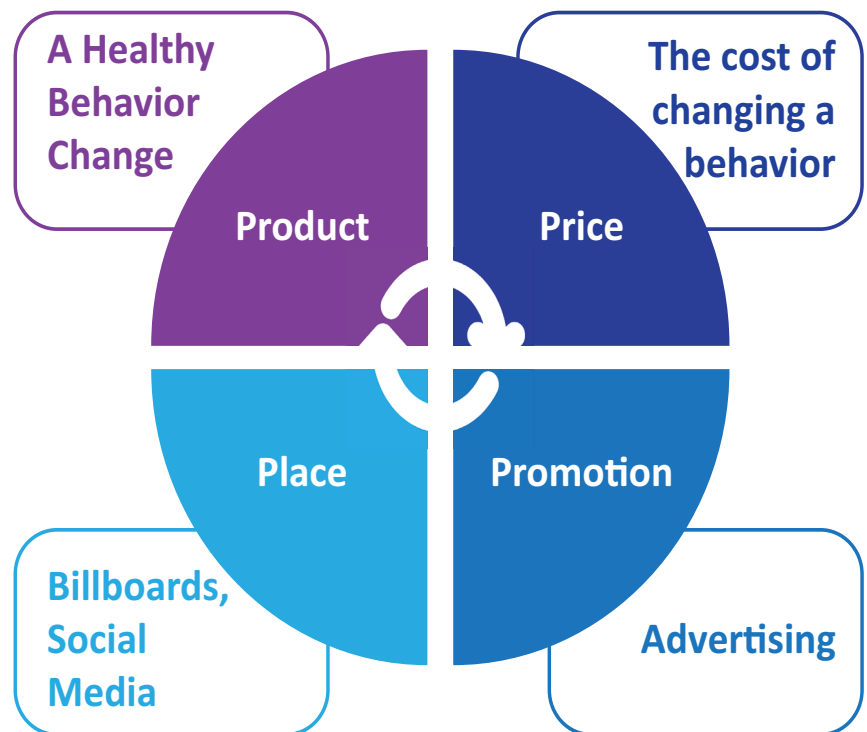 A Healthy
Behavior
Change
The cost of
changing a
behavior
Product
Price
Place
Promotion
Billboards,
Social
Media
Advertising